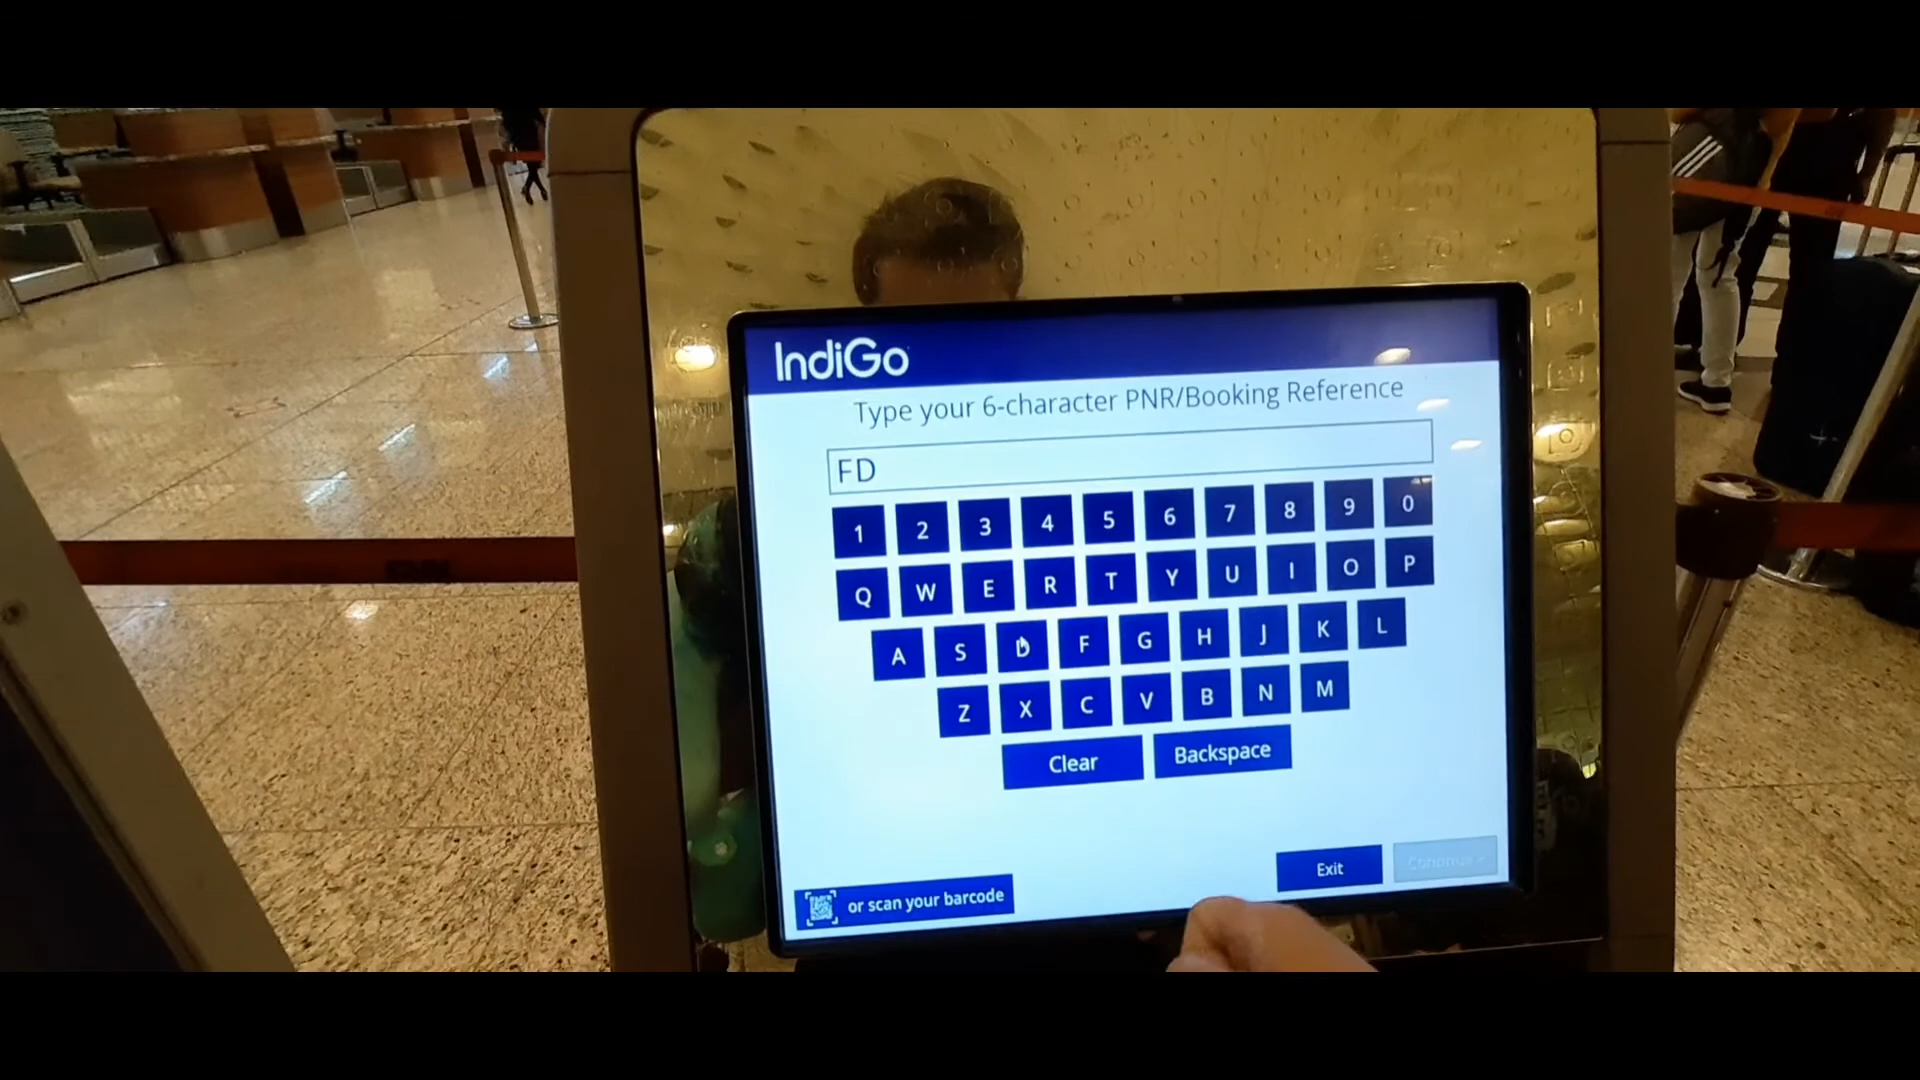 IndiGo
Type your 6-character PNR/Booking Reference
FD
1 2 3 4 5 6 7 8 9 0
Q W E R T Y U I O P
A S D F G H J K L
Z X C V B N M
Clear Backspace
Exit Continue
or scan your barcode